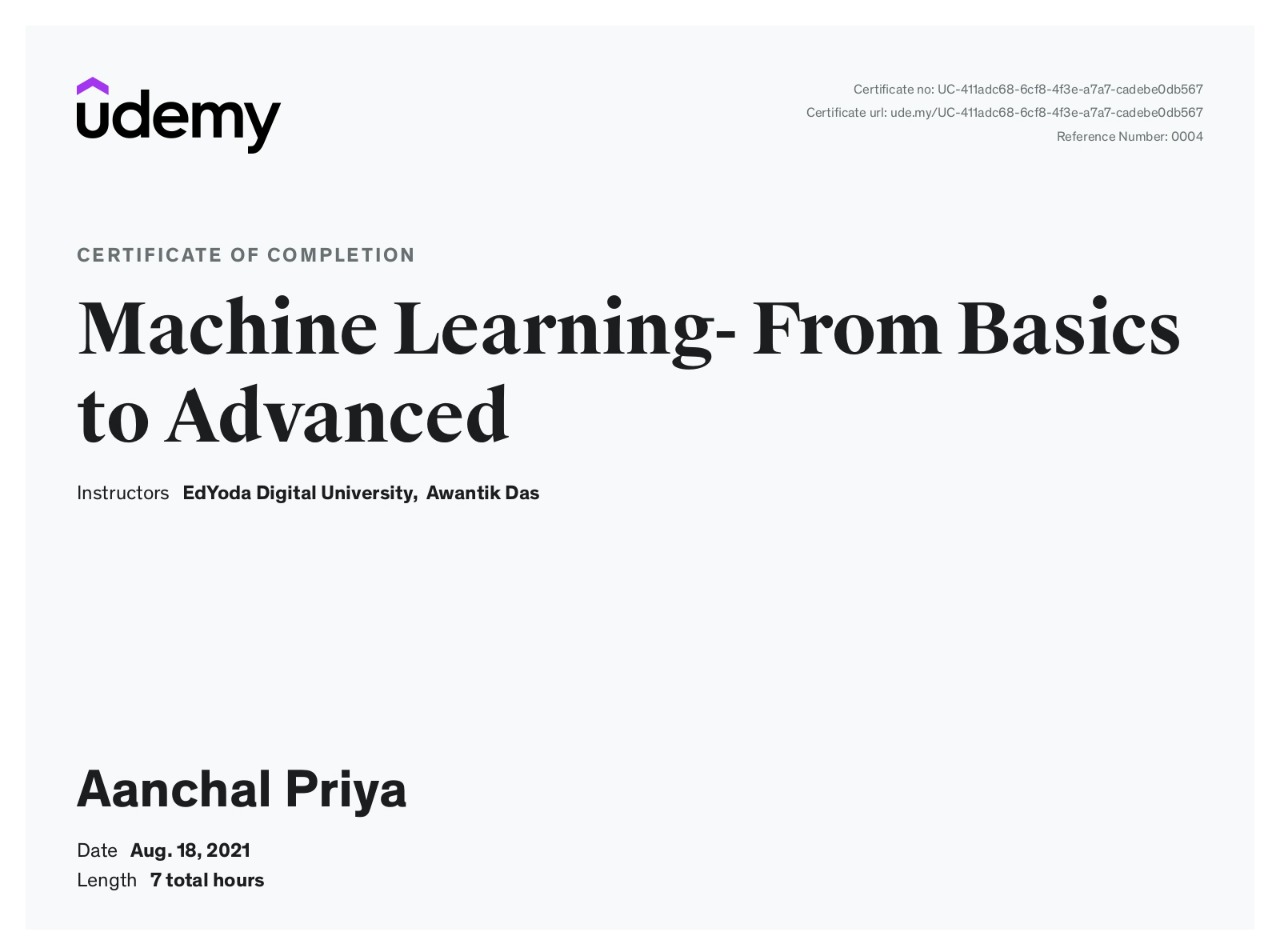 udemy
Certificate no: UC-411adc68-6cf8-4f3e-a7a7-cadebe0db567
Certificate url: ude.my/UC-411adc68-6cf8-4f3e-a7a7-cadebe0db567
Reference Number: 0004
CERTIFICATE OF COMPLETION
Machine Learning- From Basics
to Advanced
Instructors EdYoda Digital University, Awantik Das
Aanchal Priya
Date Aug. 18, 2021
Length 7 total hours